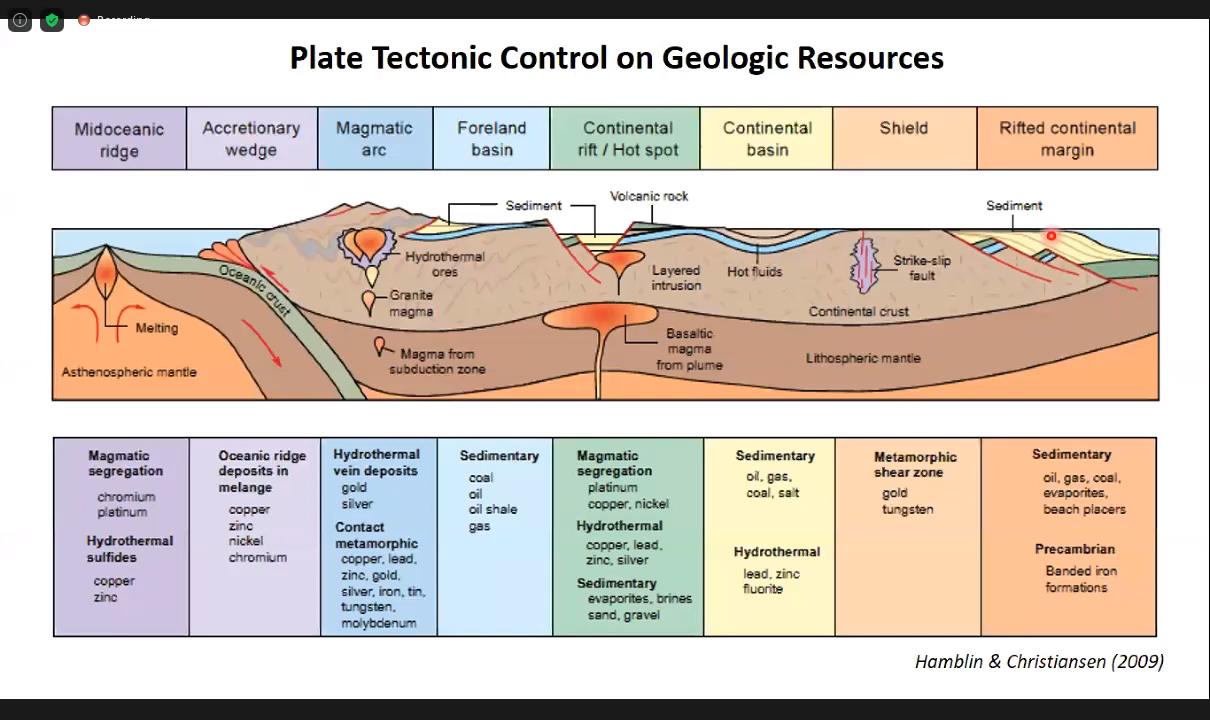 Recording
Plate Tectonic Control on Geologic Resources
Midoceanic
ridge
Accretionary
wedge
Magmatic
arc
Foreland
basin
Continental
rift / Hot spot
Continental
basin
Shield
Rifted continental
margin
Sediment
Volcanic rock
Sediment
Hydrothermal
ores
Oceanic crust
Granite
magma
Melting
Magma from
subduction zone
Asthenospheric mantle
Layered
intrusion
Hot fluids
Strike-slip
fault
Continental crust
Basaltic
magma
from plume
Lithospheric mantle
Magmatic
segregation
chromium
platinum
Hydrothermal
sulfides
copper
zinc
Oceanic ridge
deposits in
melange
copper
zinc
nickel
chromium
Hydrothermal
vein deposits
gold
silver
Contact
metamorphic
copper, lead,
zinc, gold,
silver, iron, tin,
tungsten,
molybdenum
Sedimentary
coal
oil
oil shale
gas
Magmatic
segregation
platinum
copper, nickel
Hydrothermal
copper, lead,
zinc, silver
Sedimentary
evaporites, brines
sand, gravel
Sedimentary
oil, gas,
coal, salt
Hydrothermal
lead, zinc
fluorite
Metamorphic
shear zone
gold
tungsten
Sedimentary
oil, gas, coal,
evaporites,
beach placers
Precambrian
Banded iron
formations
Hamblin & Christiansen (2009)